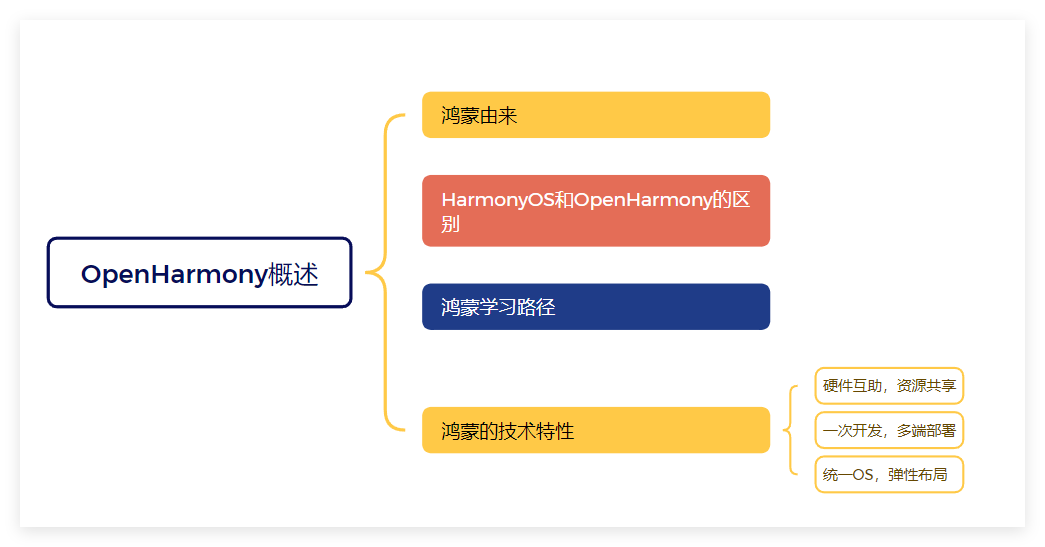 鸿蒙由来
HarmonyOS和OpenHarmony的区
别
OpenHarmony概述
鸿蒙学习路径
鸿蒙的技术特性
硬件互助，资源共享
一次开发，多端部署
统一OS，弹性布局